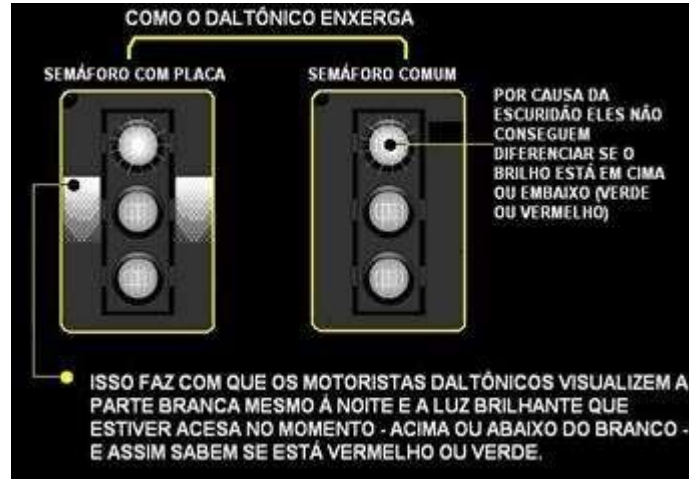 COMO O DALTÔNICO ENXERGA
SEMÁFORO COM PLACA
SEMÁFORO COMUM
POR CAUSA DA
ESCURIDÃO ELES NÃO
CONSEGUEM
DIFERENCIAR SE O
BRILHO ESTÁ EM CIMA
OU EMBAIXO (VERDE
OU VERMELHO)
ISSO FAZ COM QUE OS MOTORISTAS DALTÔNICOS VISUALIZEM A
PARTE BRANCA MESMO Á NOITE E A LUZ BRILHANTE QUE
ESTIVER ACESA NO MOMENTO - ACIMA OU ABAIXO DO BRANCO -
E ASSIM SABEM SE ESTÁ VERMELHO OU VERDE.